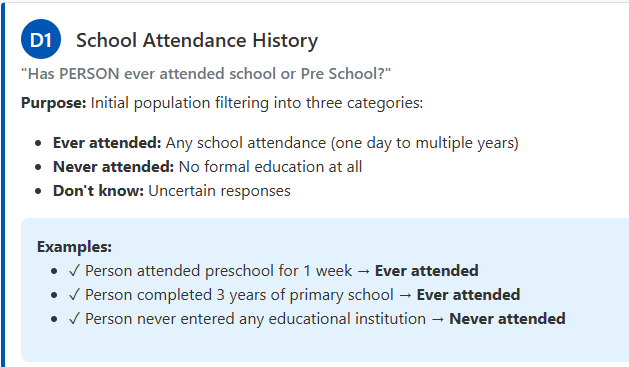 D1 School Attendance History
"Has PERSON ever attended school or Pre School?"
Purpose: Initial population filtering into three categories:
• Ever attended: Any school attendance (one day to multiple years)
• Never attended: No formal education at all
• Don't know: Uncertain responses
Examples:
• ✓ Person attended preschool for 1 week → Ever attended
• ✓ Person completed 3 years of primary school → Ever attended
• ✓ Person never entered any educational institution → Never attended